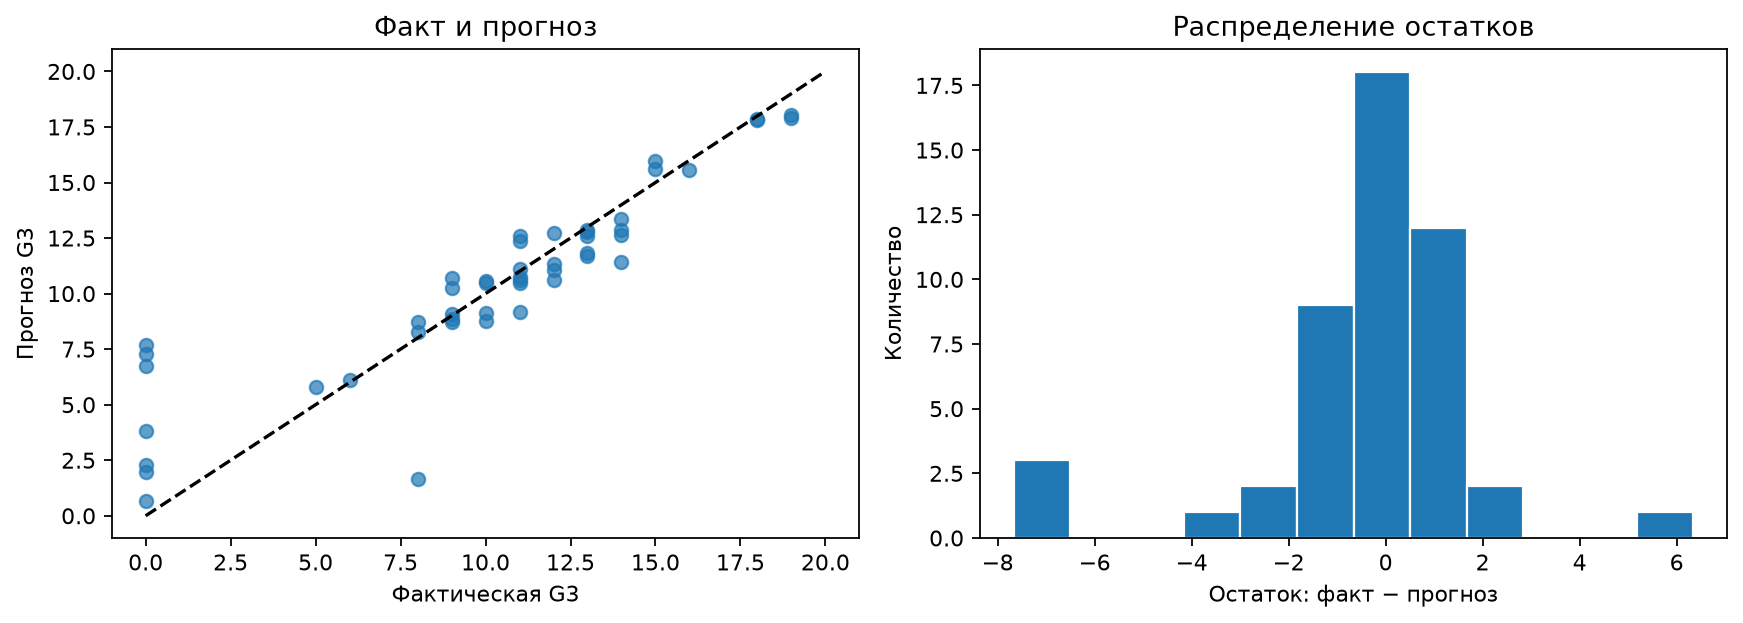 Факт и прогноз
20.0
17.5
15.0
12.5
10.0
7.5
5.0
2.5
0.0
Прогноз G3
0.0 2.5 5.0 7.5 10.0 12.5 15.0 17.5 20.0
Фактическая G3
Распределение остатков
17.5
15.0
12.5
10.0
7.5
5.0
2.5
0.0
Количество
−8 −6 −4 −2 0 2 4 6
Остаток: факт − прогноз